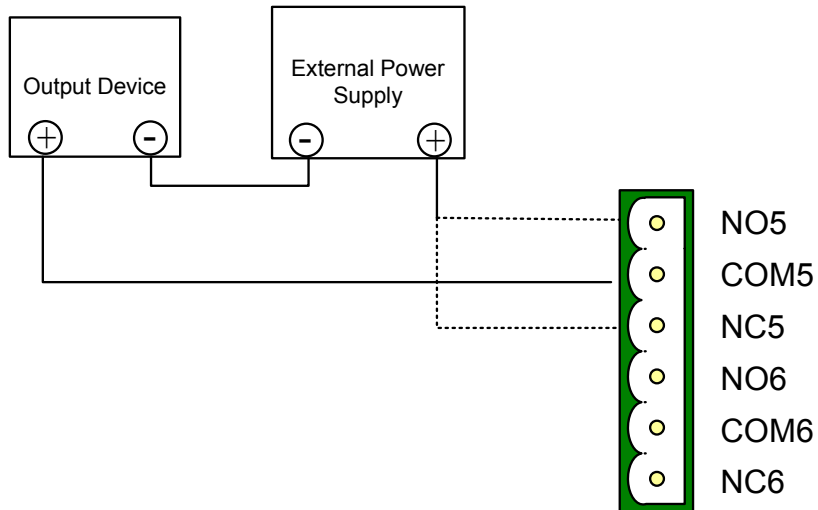 Output Device
+
-
External Power
Supply
-
+
NO5
COM5
NC5
NO6
COM6
NC6